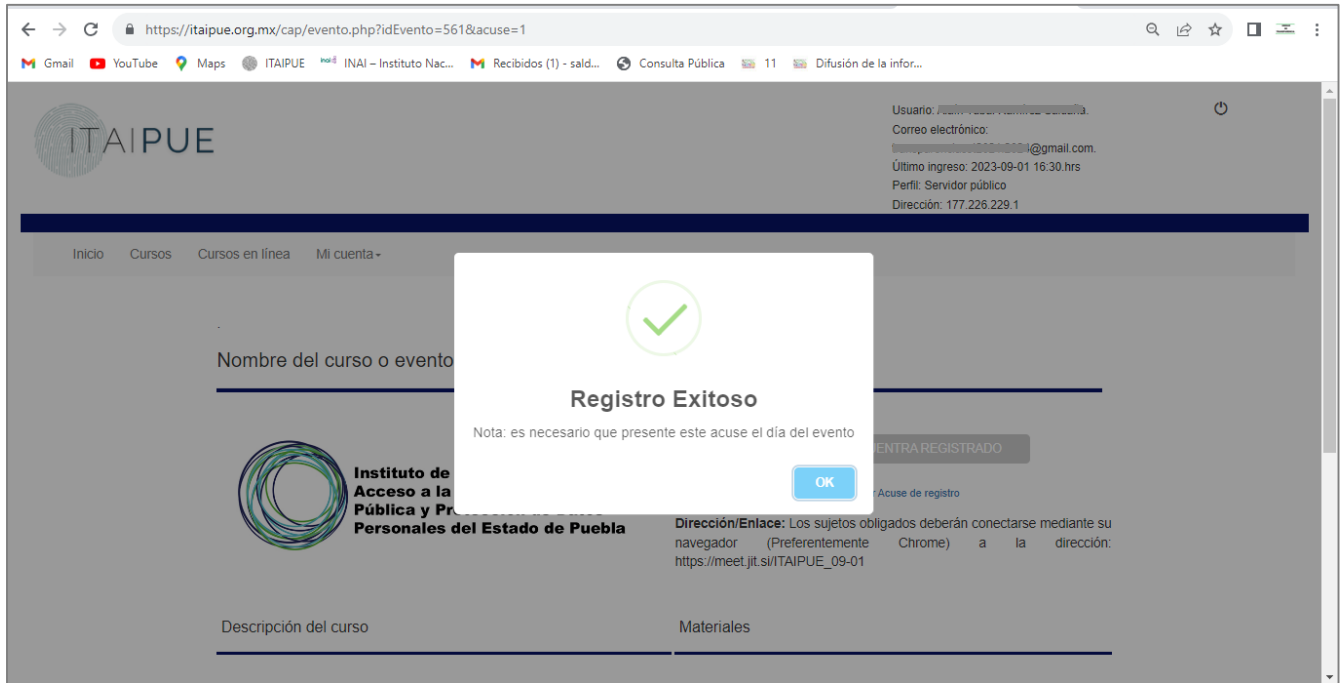 https://itaipue.org.mx/cap/evento.php?idEvento=561&acuse=1
Gmail YouTube Maps ITAIPUE INAI – Instituto Nac... Recibidos (1) - sald... Consulta Pública 11 Difusión de la infor...
ITAIPUE
Usuario:
Correo electrónico:
@gmail.com.
Último ingreso: 2023-09-01 16:30.hrs
Perfil: Servidor público
Dirección: 177.226.229.1
Inicio Cursos Cursos en línea Mi cuenta
Nombre del curso o evento
Registro Exitoso
Nota: es necesario que presente este acuse el día del evento
OK
REGISTRADO
Acuse de registro
Instituto de
Acceso a la
Pública y
Personales del Estado de Puebla
Dirección/Enlace: Los sujetos obligados deberán conectarse mediante su
navegador (Preferentemente Chrome) a la dirección:
https://meet.jit.si/ITAIPUE_09-01
Descripción del curso
Materiales